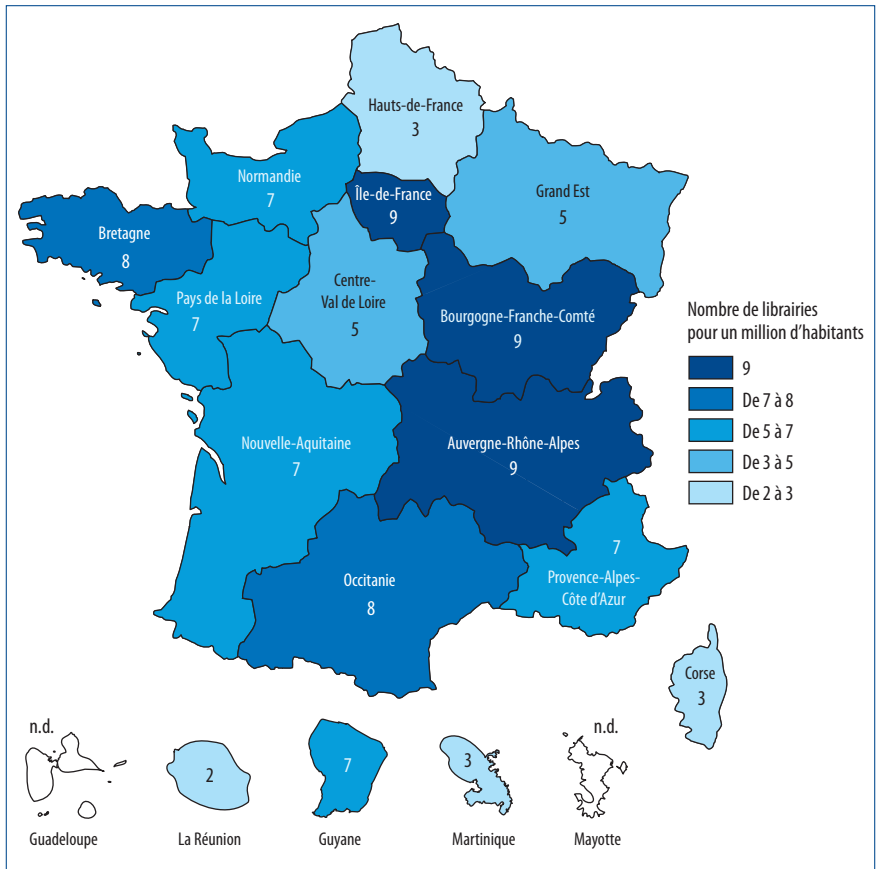 Hauts-de-France
3
Normandie
7
Île-de-France
9
Grand Est
5
Bretagne
8
Pays de la Loire
7
Centre-
Val de Loire
5
Bourgogne-Franche-Comté
9
Nombre de librairies
pour un million d'habitants
9
De 7 à 8
De 5 à 7
De 3 à 5
De 2 à 3
Nouvelle-Aquitaine
7
Auvergne-Rhône-Alpes
9
7
Provence-Alpes-
Côte d'Azur
Occitanie
8
Corse
3
n.d.
Guadeloupe
2
La Réunion
7
Guyane
3
Martinique
n.d.
Mayotte